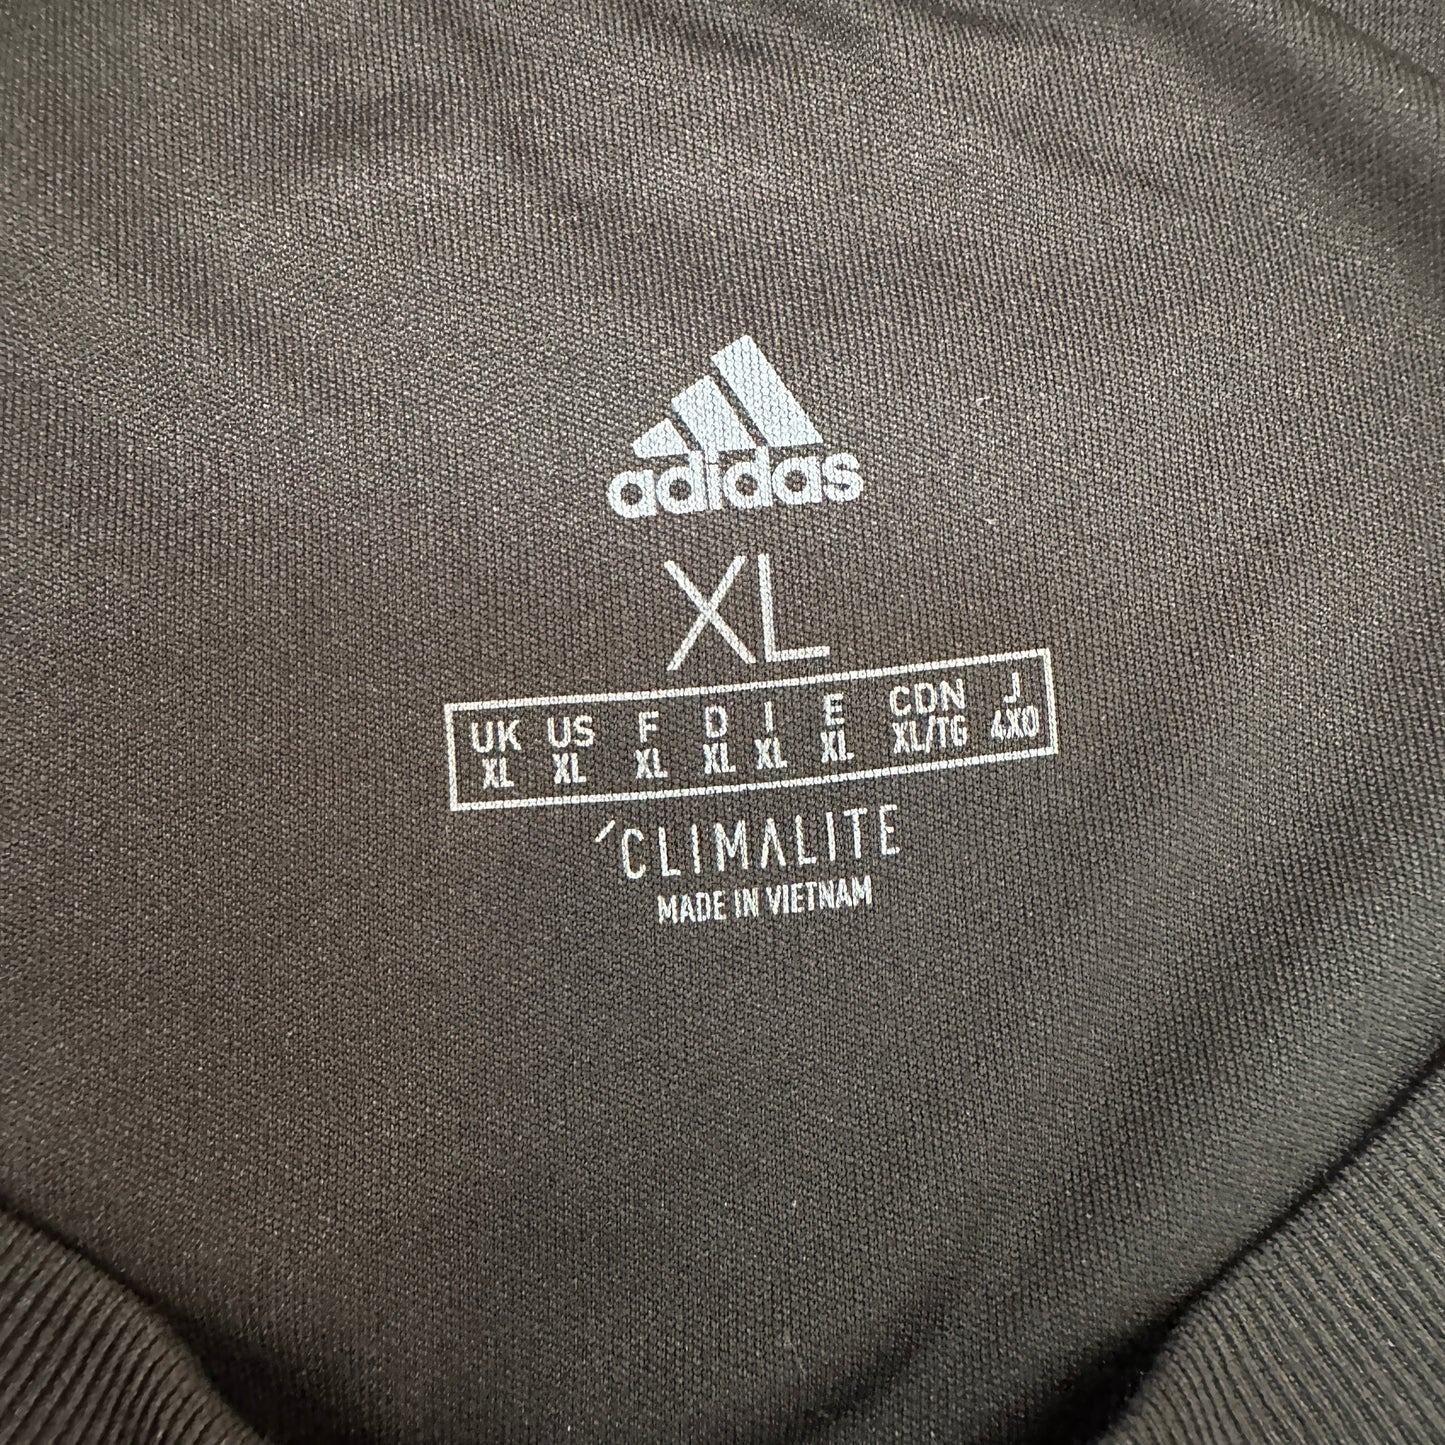 adidas
XL
UK US F D I E CDN J
XL XL XL XL XL XL XL/TG 4XO
CLIMALITE
MADE IN VIETNAM